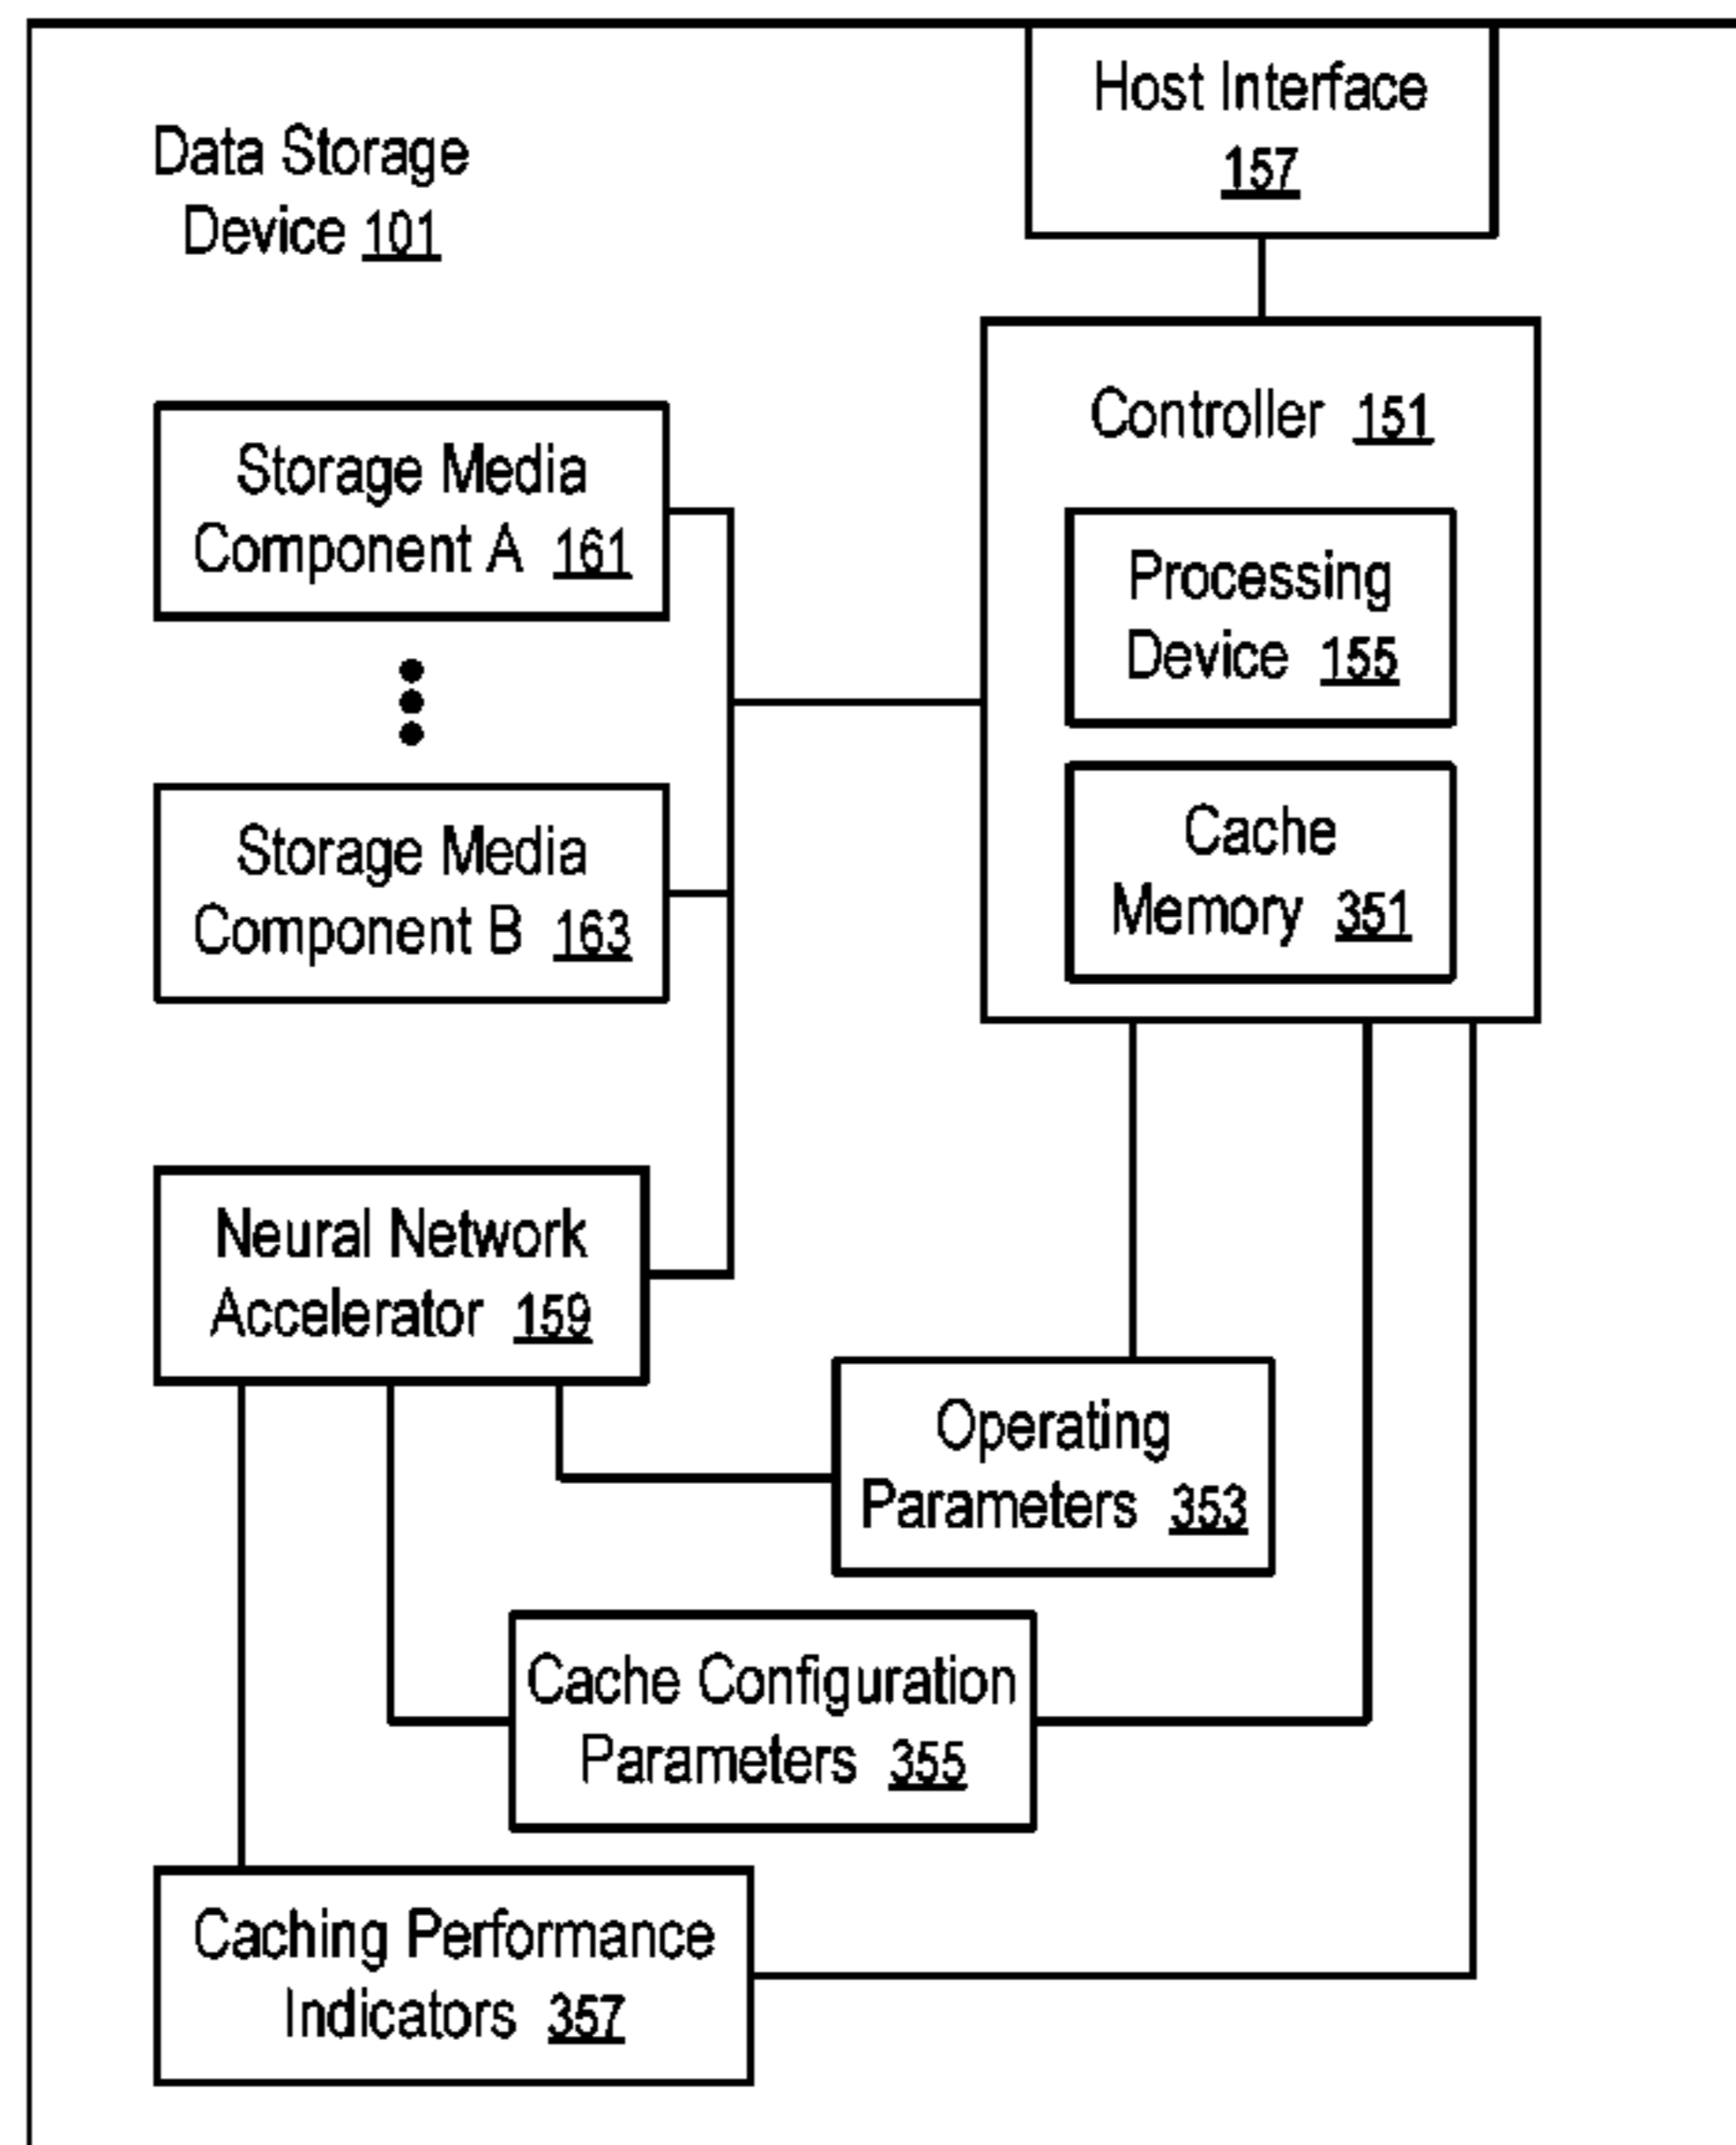 Host Interface
157
Data Storage
Device 101
Controller 151
Storage Media
Component A 161
Processing
Device 155
Cache
Memory 351
Storage Media
Component B 163
Neural Network
Accelerator 159
Operating
Parameters 353
Cache Configuration
Parameters 355
Caching Performance
Indicators 357